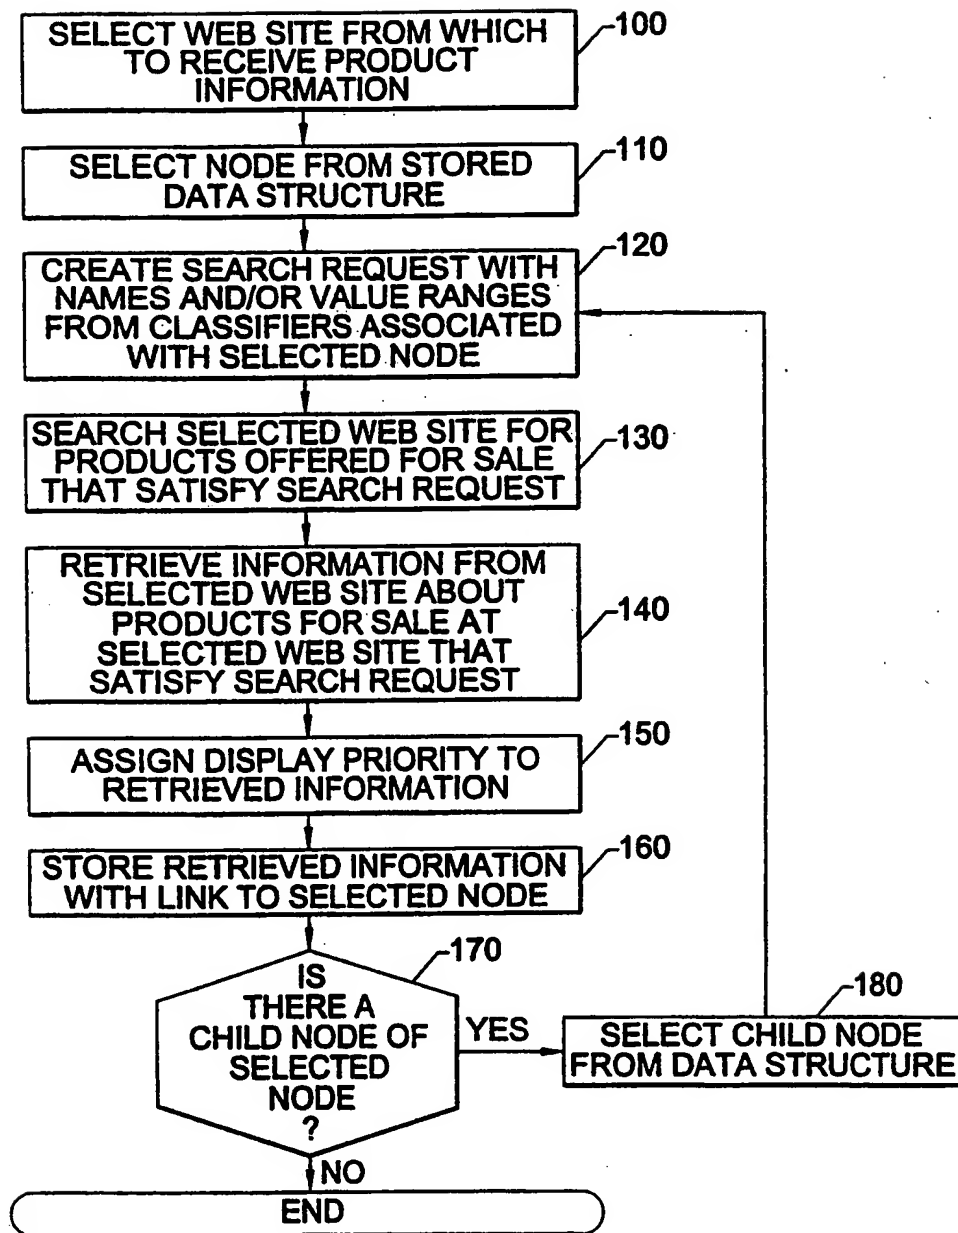 SELECT WEB SITE FROM WHICH
TO RECEIVE PRODUCT
INFORMATION
100
SELECT NODE FROM STORED
DATA STRUCTURE
110
CREATE SEARCH REQUEST WITH
NAMES AND/OR VALUE RANGES
FROM CLASSIFIERS ASSOCIATED
WITH SELECTED NODE
120
SEARCH SELECTED WEB SITE FOR
PRODUCTS OFFERED FOR SALE
THAT SATISFY SEARCH REQUEST
130
RETRIEVE INFORMATION FROM
SELECTED WEB SITE ABOUT
PRODUCTS FOR SALE AT
SELECTED WEB SITE THAT
SATISFY SEARCH REQUEST
140
ASSIGN DISPLAY PRIORITY TO
RETRIEVED INFORMATION
150
STORE RETRIEVED INFORMATION
WITH LINK TO SELECTED NODE
160
IS
THERE A
CHILD NODE OF
SELECTED
NODE
?
170
YES
SELECT CHILD NODE
FROM DATA STRUCTURE
180
NO
END